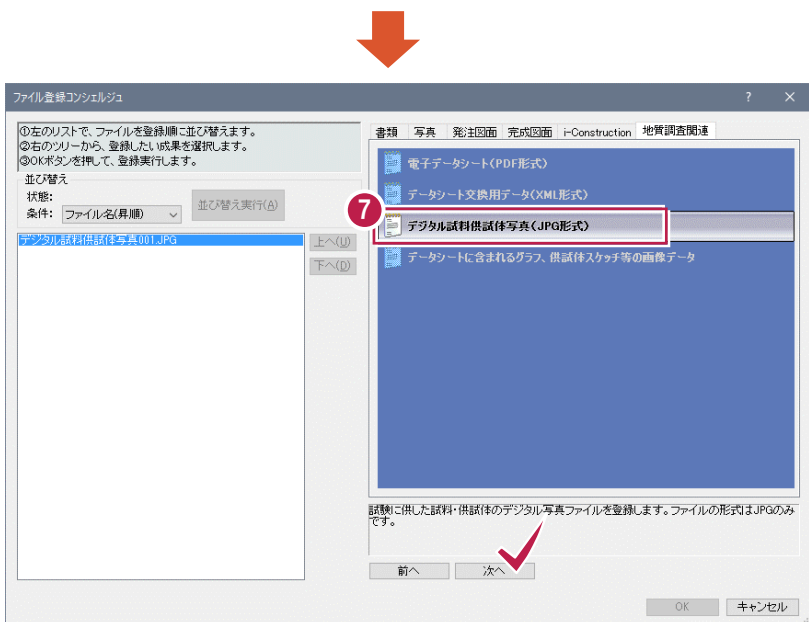 ファイル登録コンシェルジュ
? ×
①左のリストで、ファイルを登録順に並び替えます。
②右のツリーから、登録したい成果を選択します。
③OKボタンを押して、登録実行します。
並び替え
状態:
条件: ファイル名(昇順)
並び替え実行(A)
デジタル試料供試体写真001.JPG
上へ(U)
下へ(D)
書類 写真 発注図面 完成図面 i-Construction 地質調査関連
電子データシート(PDF形式)
データシート交換用データ(XML形式)
7
デジタル試料供試体写真(JPG形式)
データシートに含まれるグラフ、供試体スケッチ等の画像データ
試験に供した試料・供試体のデジタル写真ファイルを登録します。ファイルの形式はJPGのみ
です。
前へ 次へ
OK キャンセル